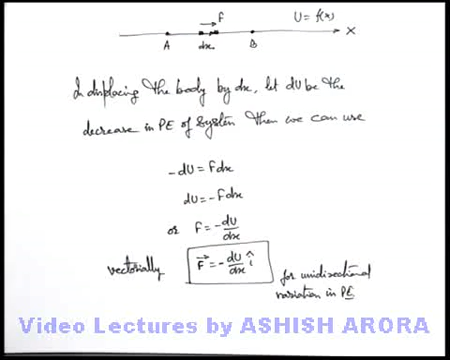 F U = f(x)
A dx B X
In displacing the body by dx, let dU be the
decrease in PE of System then we can use
-dU = Fdx
dU = -Fdx
or F = -dU/dx
vectorially F⃗ = -dU/dx î for unidirectional
variation in PE
Video Lectures by ASHISH ARORA